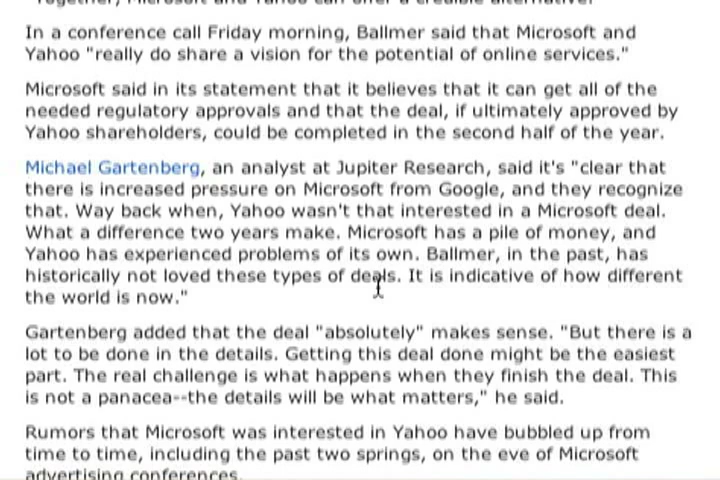 Together, Microsoft and Yahoo can offer a credible alternative.
In a conference call Friday morning, Ballmer said that Microsoft and
Yahoo "really do share a vision for the potential of online services."
Microsoft said in its statement that it believes that it can get all of the
needed regulatory approvals and that the deal, if ultimately approved by
Yahoo shareholders, could be completed in the second half of the year.
Michael Gartenberg, an analyst at Jupiter Research, said it's "clear that
there is increased pressure on Microsoft from Google, and they recognize
that. Way back when, Yahoo wasn't that interested in a Microsoft deal.
What a difference two years make. Microsoft has a pile of money, and
Yahoo has experienced problems of its own. Ballmer, in the past, has
historically not loved these types of deals. It is indicative of how different
the world is now."
Gartenberg added that the deal "absolutely" makes sense. "But there is a
lot to be done in the details. Getting this deal done might be the easiest
part. The real challenge is what happens when they finish the deal. This
is not a panacea--the details will be what matters," he said.
Rumors that Microsoft was interested in Yahoo have bubbled up from
time to time, including the past two springs, on the eve of Microsoft
advertising conferences.